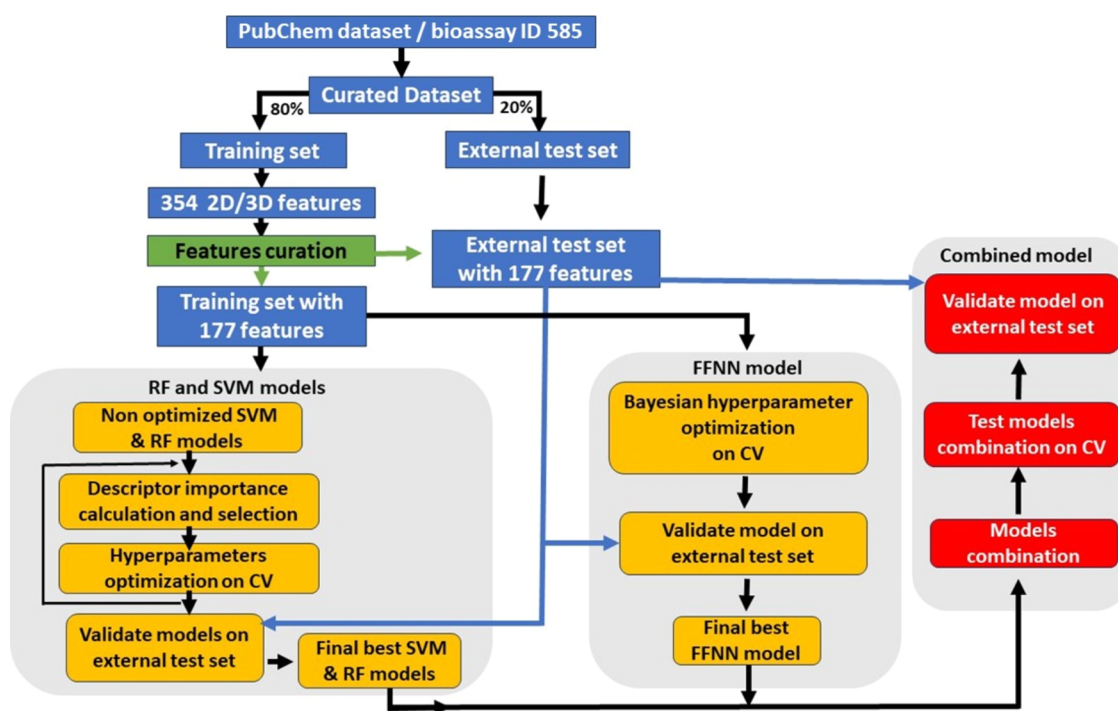 PubChem dataset / bioassay ID 585
Curated Dataset
80%
20%
Training set
External test set
354 2D/3D features
Features curation
External test set
with 177 features
Training set with
177 features
RF and SVM models
Non optimized SVM
& RF models
Descriptor importance
calculation and selection
Hyperparameters
optimization on CV
Validate models on
external test set
Final best SVM
& RF models
FFNN model
Bayesian hyperparameter
optimization
on CV
Validate model on
external test set
Final best
FFNN model
Combined model
Validate model on
external test set
Test models
combination on CV
Models
combination